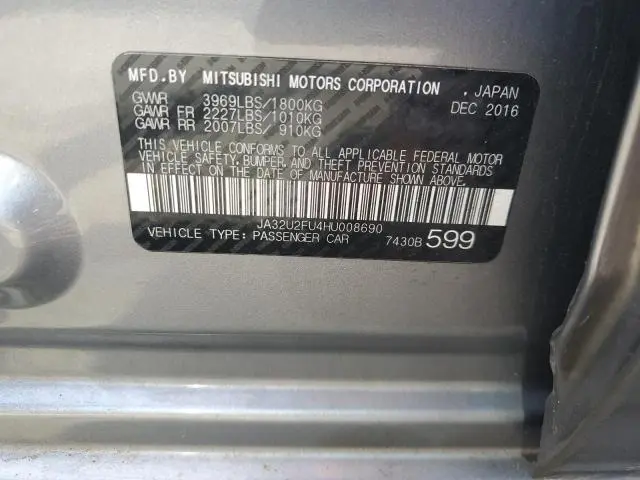 MFD.BY MITSUBISHI MOTORS CORPORATION , JAPAN
GVWR 3969LBS/1800KG DEC 2016
GAWR FR 2227LBS/1010KG
GAWR RR 2007LBS/ 910KG
THIS VEHICLE CONFORMS TO ALL APPLICABLE FEDERAL MOTOR
VEHICLE SAFETY, BUMPER, AND THEFT PREVENTION STANDARDS
IN EFFECT ON THE DATE OF MANUFACTURE SHOWN ABOVE.
JA32U2FU4HU008690
VEHICLE TYPE: PASSENGER CAR 7430B 599